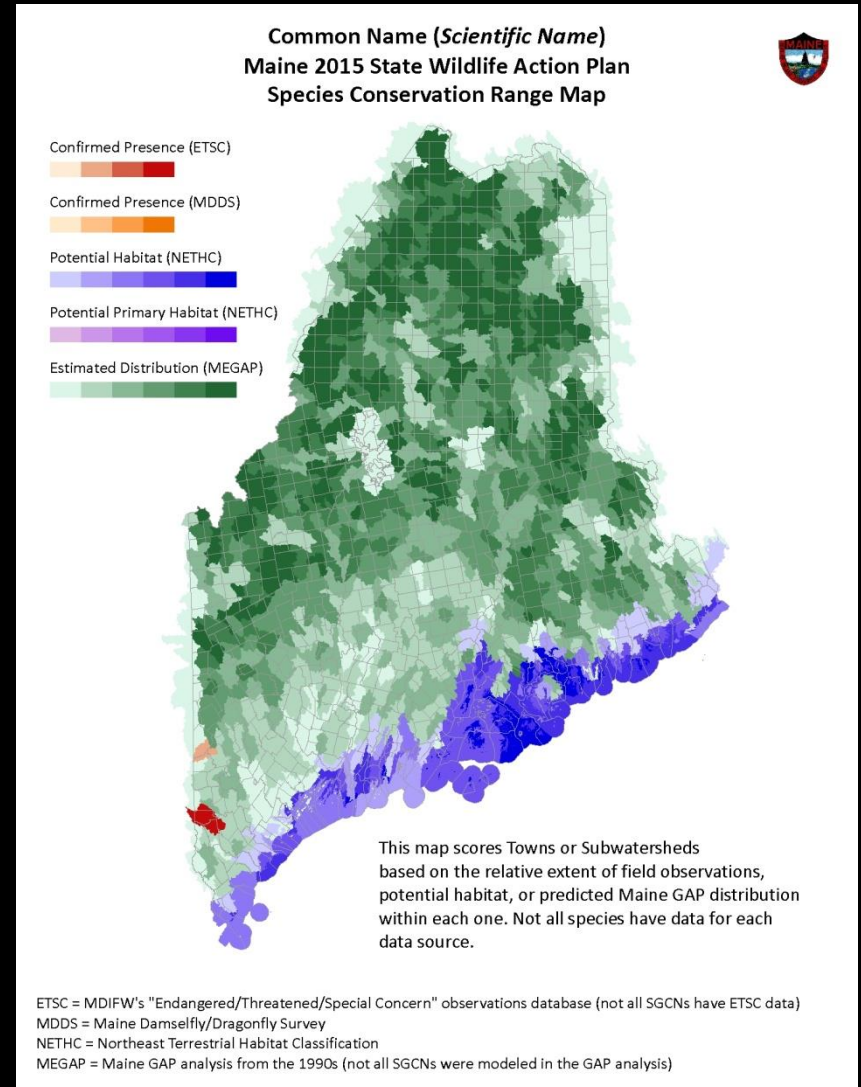 Common Name (Scientific Name)
Maine 2015 State Wildlife Action Plan
Species Conservation Range Map
MAINE
Confirmed Presence (ETSC)
Confirmed Presence (MDDS)
Potential Habitat (NETHC)
Potential Primary Habitat (NETHC)
Estimated Distribution (MEGAP)
This map scores Towns or Subwatersheds
based on the relative extent of field observations,
potential habitat, or predicted Maine GAP distribution
within each one. Not all species have data for each
data source.
ETSC = MDIFW's "Endangered/Threatened/Special Concern" observations database (not all SGCNs have ETSC data)
MDDS = Maine Damselfly/Dragonfly Survey
NETHC = Northeast Terrestrial Habitat Classification
MEGAP = Maine GAP analysis from the 1990s (not all SGCNs were modeled in the GAP analysis)